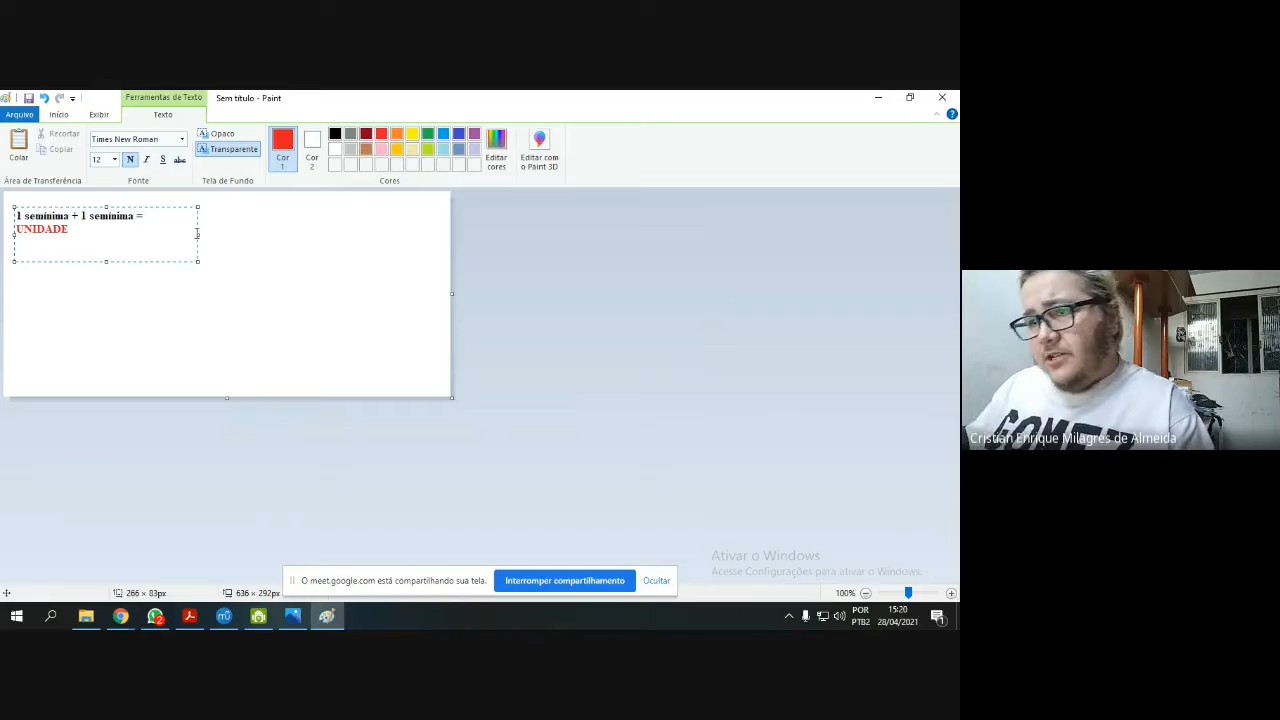 Ferramentas de Texto
Sem título - Paint
Arquivo
Início
Exibir
Texto
Colar
Recortar
Copiar
Área de Transferência
Times New Roman
12
N I S abc
Fonte
Opaco
Transparente
Tela de Fundo
Cor 1
Cor 2
Editar cores
Editar com o Paint 3D
Cores
1 semínima + 1 semínima =
UNIDADE
GOMEZ
Cristian Enrique Milagres de Almeida
Ativar o Windows
Acesse Configurações para ativar o Windows.
O meet.google.com está compartilhando sua tela.
Interromper compartilhamento
Ocultar
266 × 83px
636 × 292px
100%
2
POR
PTB2
15:20
28/04/2021
1